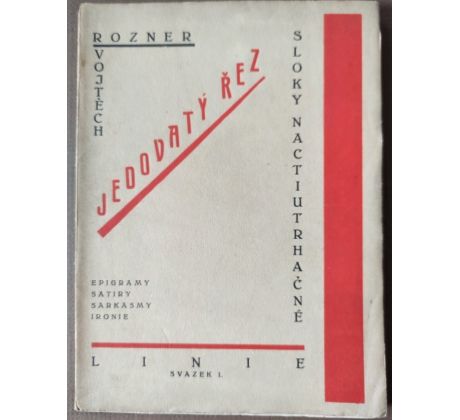 ROZNER
VOJTĚCH
JEDOVATÝ ŘEZ
SLOKY NACTIUTRHAČNÉ
EPIGRAMY
SATIRY
SARKASMY
IRONIE
LINIE
SVAZEK I.